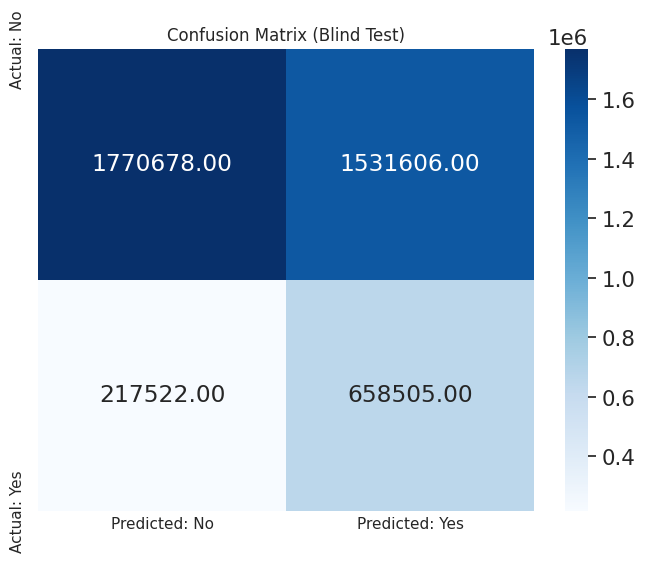 Confusion Matrix (Blind Test)
1e6
Actual: No
1770678.00 1531606.00
217522.00 658505.00
Actual: Yes
Predicted: No Predicted: Yes
1.6
1.4
1.2
1.0
0.8
0.6
0.4